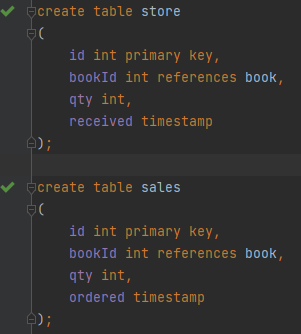 create table store
(
id int primary key,
bookId int references book,
qty int,
received timestamp
);
create table sales
(
id int primary key,
bookId int references book,
qty int,
ordered timestamp
);